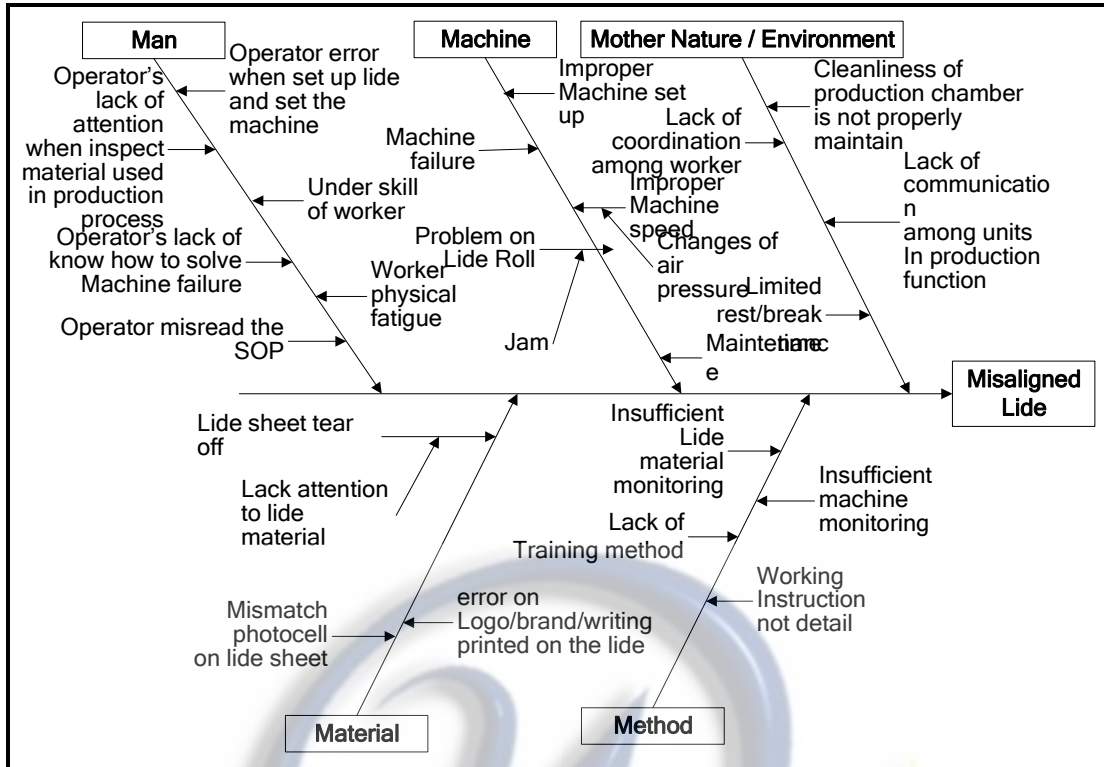 Man
Machine
Mother Nature / Environment
Operator error
when set up lide
and set the
machine
Operator's
lack of
attention
when inspect
material used
in production
process
Under skill
of worker
Operator's lack of
know how to solve
Machine failure
Worker
physical
fatigue
Operator misread the
SOP
Improper
Machine set
up
Machine
failure
Improper
Machine
speed
Problem on
Lide Roll
Changes of
air
pressure
Jam
Maintenanc
e
Cleanliness of
production chamber
is not properly
maintain
Lack of
coordination
among worker
Lack of
communicatio
n
among units
In production
function
Limited
rest/break
time
Misaligned
Lide
Lide sheet tear
off
Lack attention
to lide
material
Mismatch
photocell
on lide sheet
error on
Logo/brand/writing
printed on the lide
Insufficient
Lide
material
monitoring
Insufficient
machine
monitoring
Lack of
Training method
Working
Instruction
not detail
Material
Method